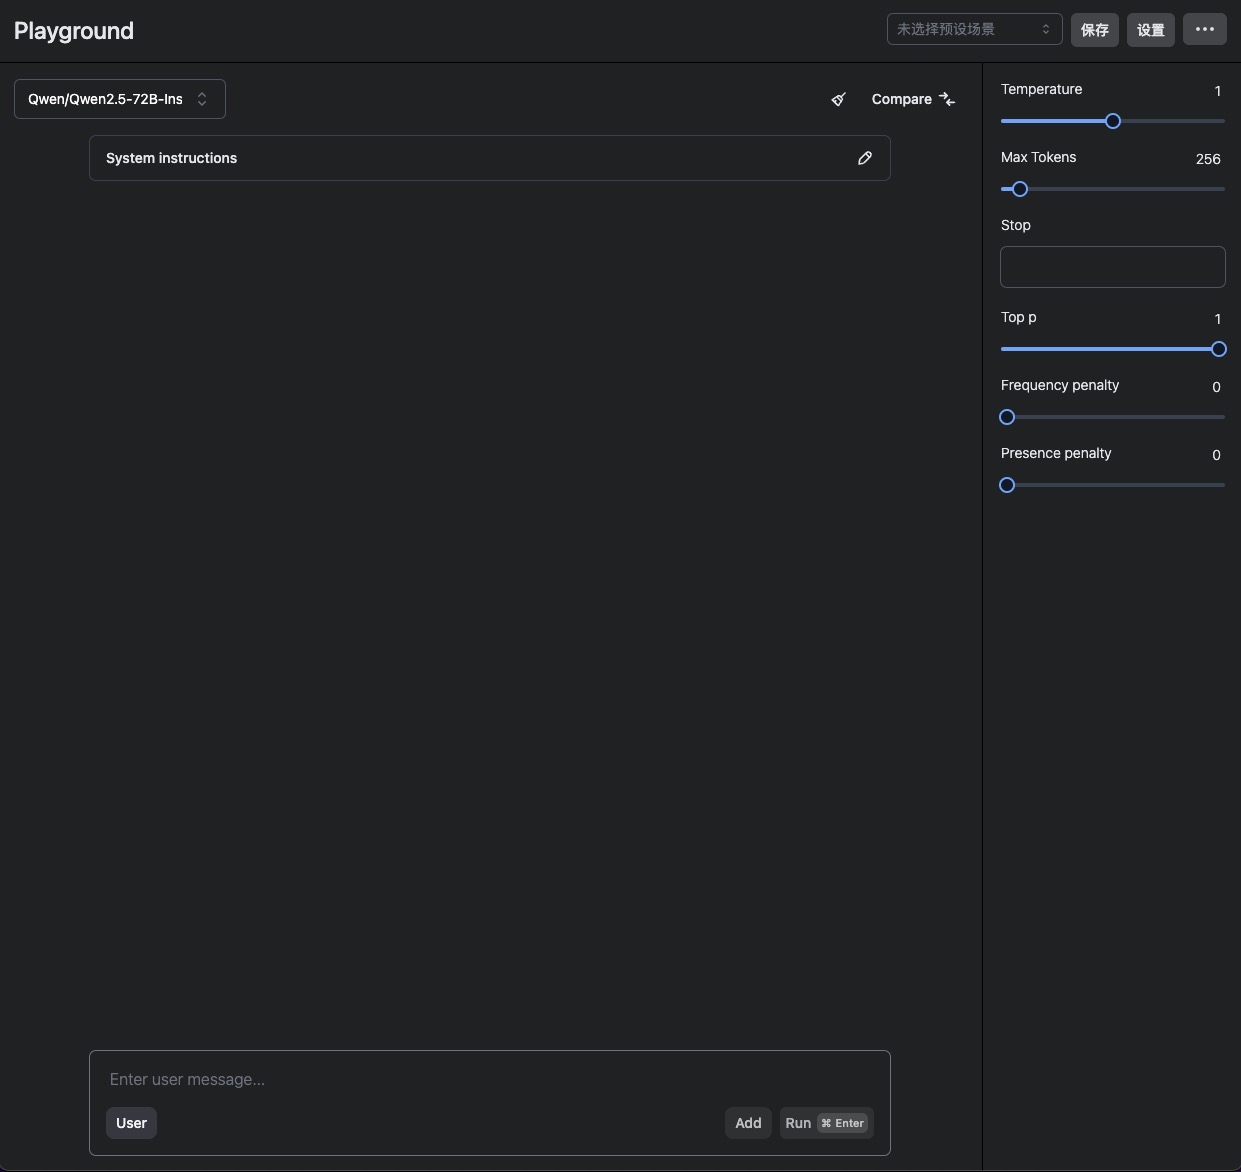 Playground
未选择预设场景
保存
设置
Qwen/Qwen2.5-72B-Ins
Compare
System instructions
Temperature
1
Max Tokens
256
Stop
Top p
1
Frequency penalty
0
Presence penalty
0
Enter user message...
User
Add
Run ⌘ Enter